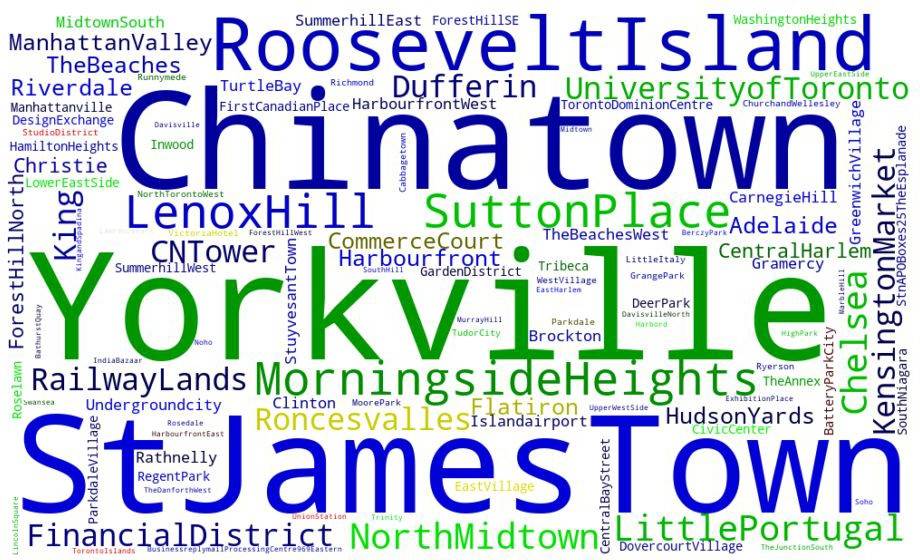 MidtownSouth
SummerhillEast
ForestHillSE
WashingtonHeights
ManhattanValley
RooseveltIsland
TheBeaches
Runnymede
UpperEastSide
Riverdale
TurtleBay
Richmond
Dufferin
UniversityofToronto
Manhattanville
FirstCanadianPlace
HarbourfrontWest
TorontoDominionCentre
ChurchandWellesley
DesignExchange
StudioDistrict
Davisville
Chinatown
Midtown
GreenwichVillage
HamiltonHeights
Inwood
Cabbagetown
Christie
LowerEastSide
NorthTorontoWest
LenoxHill
SuttonPlace
CarnegieHill
KensingtonMarket
StnAPOBoxes25TheEsplanade
ForestHillNorth
King
KingandSpadina
VictoriaHotel
ForestHillWest
CommerceCourt
TheBeachesWest
BerczyPark
Adelaide
CNTower
Harbourfront
CentralHarlem
SummerhillWest
StuyvesantTown
SouthHill
GardenDistrict
Tribeca
LittleItaly
GrangePark
Gramercy
WestVillage
EastHarlem
MarbleHill
Chelsea
Yorkville
BathurstQuay
Noho
MurrayHill
TudorCity
Parkdale
Brockton
DeerPark
DavisvilleNorth
Harbord
HighPark
IndiaBazaar
RailwayLands
MorningsideHeights
Ryerson
TheAnnex
BatteryParkCity
SouthNiagara
Roselawn
Swansea
Undergroundcity
Clinton
MoorePark
Flatiron
UpperWestSide
ExhibitionPlace
Roncesvalles
Islandairport
HudsonYards
CivicCenter
Rosedale
HarbourfrontEast
ParkdaleVillage
Rathnelly
StJamesTown
RegentPark
TheDanforthWest
EastVillage
CentralBayStreet
Soho
LincolnSquare
UnionStation
Trinity
FinancialDistrict
NorthMidtown
LittlePortugal
TorontoIslands
BusinessreplymailProcessingCentre969Eastern
DovercourtVillage
TheJunctionSouth